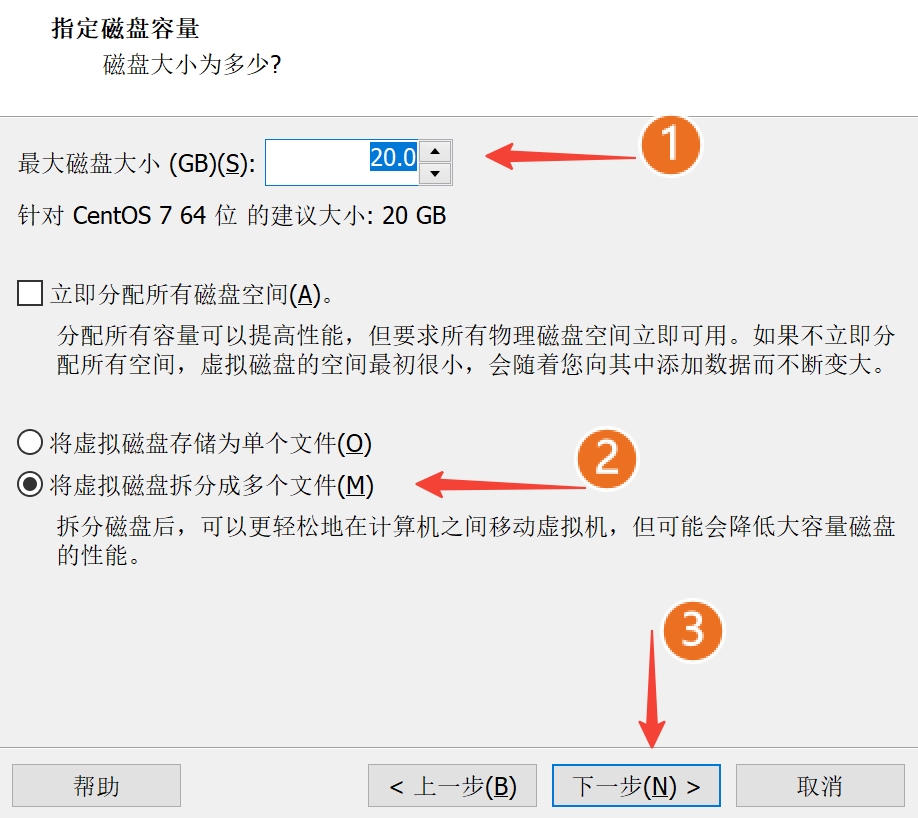 指定磁盘容量
磁盘大小为多少?
最大磁盘大小 (GB)(S): 20.0
1
针对 CentOS 7 64 位 的建议大小: 20 GB
立即分配所有磁盘空间(A)。
分配所有容量可以提高性能，但要求所有物理磁盘空间立即可用。如果不立即分
配所有空间，虚拟磁盘的空间最初很小，会随着您向其中添加数据而不断变大。
将虚拟磁盘存储为单个文件(O)
将虚拟磁盘拆分成多个文件(M)
2
拆分磁盘后，可以更轻松地在计算机之间移动虚拟机，但可能会降低大容量磁盘
的性能。
3
帮助
< 上一步(B)
下一步(N) >
取消